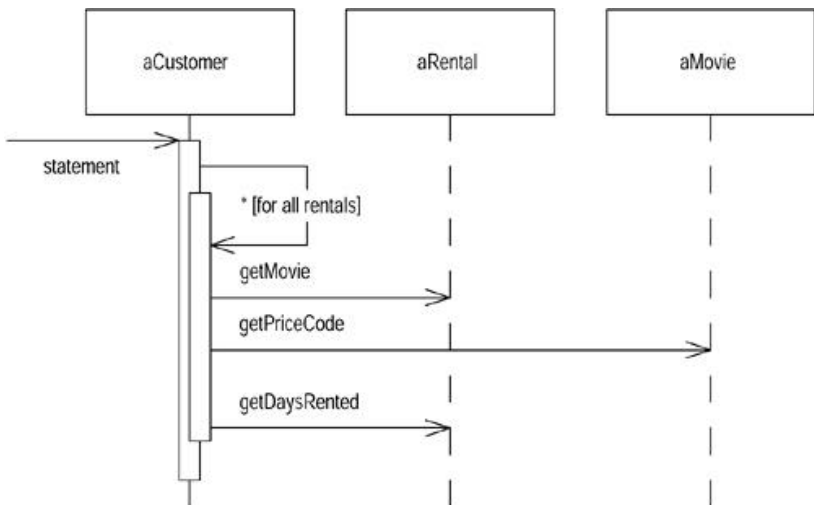 aCustomer
aRental
aMovie
statement
* [for all rentals]
getMovie
getPriceCode
getDaysRented